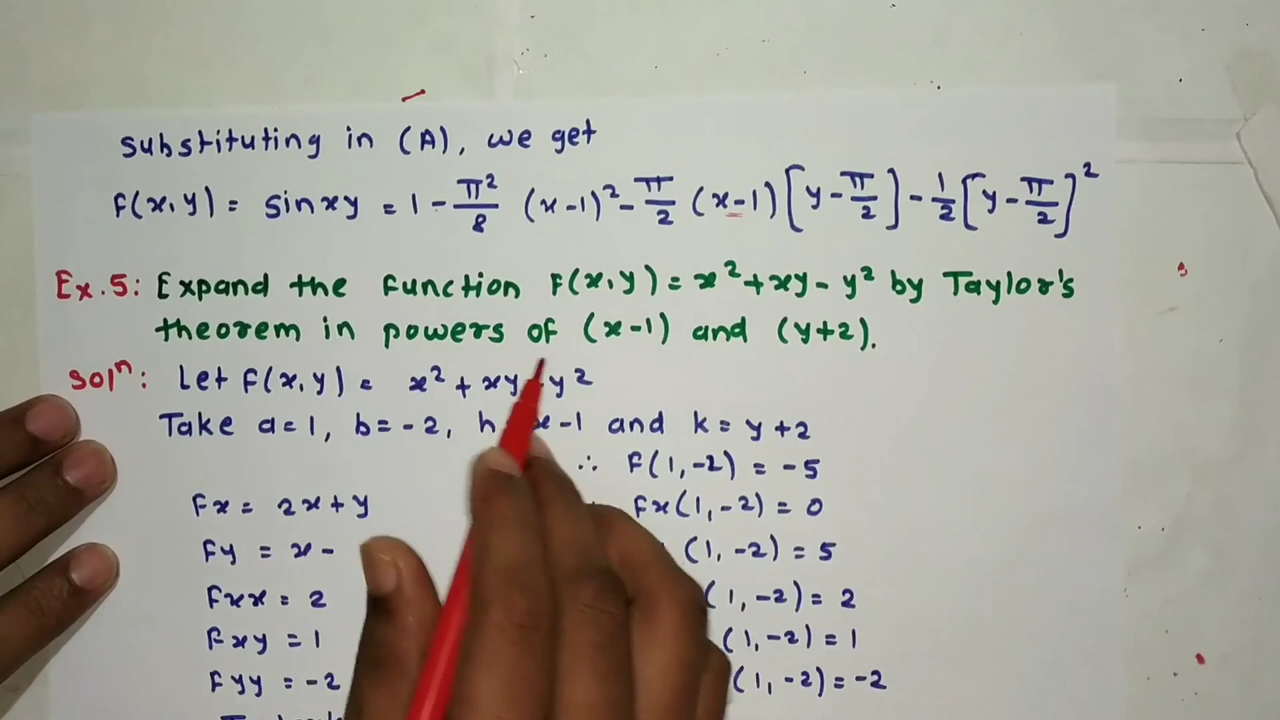 substituting in (A), we get
f(x,y) = sinxy = 1 - π²/8 (x-1)² - π/2 (x-1) [y - π/2] - 1/2 [y - π/2]²
Ex.5: Expand the function f(x,y) = x² + xy - y² by Taylor's
theorem in powers of (x-1) and (y+2).
Solⁿ: Let f(x,y) = x² + xy - y²
Take a=1, b=-2, h x-1 and k = y+2
∴ f(1,-2) = -5
fx = 2x+y fx(1,-2) = 0
fy = x - (1,-2) = 5
fxx = 2 (1,-2) = 2
fxy = 1 (1,-2) = 1
fyy = -2 (1,-2) = -2